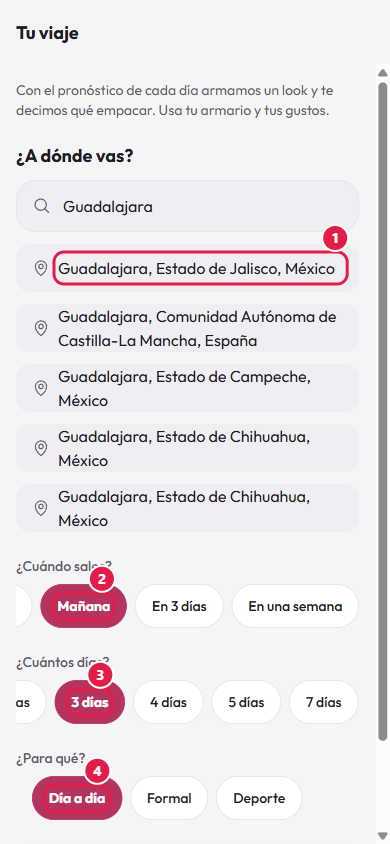 Tu viaje
Con el pronóstico de cada día armamos un look y te
decimos qué empacar. Usa tu armario y tus gustos.
¿A dónde vas?
Guadalajara
1
Guadalajara, Estado de Jalisco, México
Guadalajara, Comunidad Autónoma de
Castilla-La Mancha, España
Guadalajara, Estado de Campeche,
México
Guadalajara, Estado de Chihuahua,
México
Guadalajara, Estado de Chihuahua,
México
¿Cuándo sales?
2
Mañana En 3 días En una semana
¿Cuántos días?
3
as 3 días 4 días 5 días 7 días
¿Para qué?
4
Día a día Formal Deporte